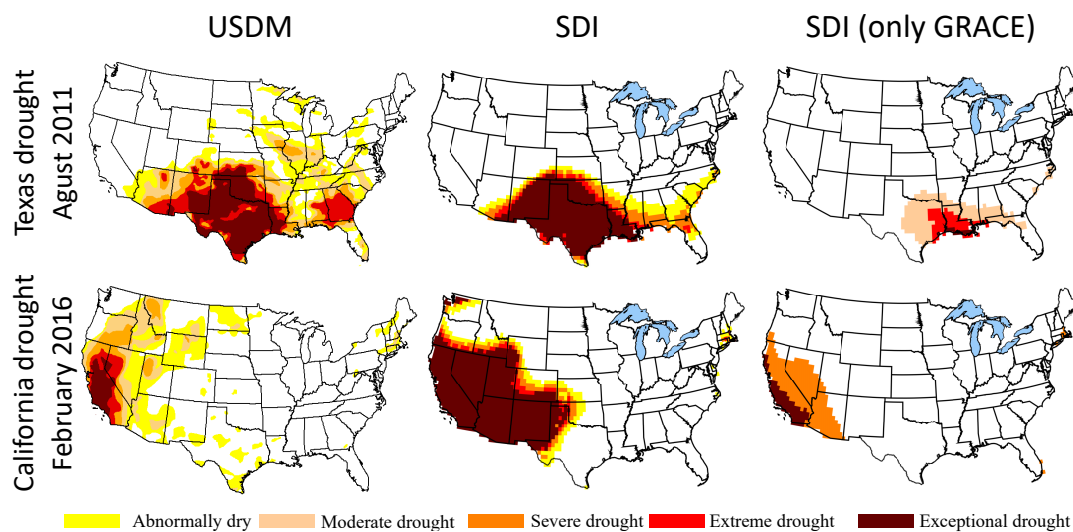 USDM
SDI
SDI (only GRACE)
Texas drought
Agust 2011
California drought
February 2016
Abnormally dry
Moderate drought
Severe drought
Extreme drought
Exceptional drought